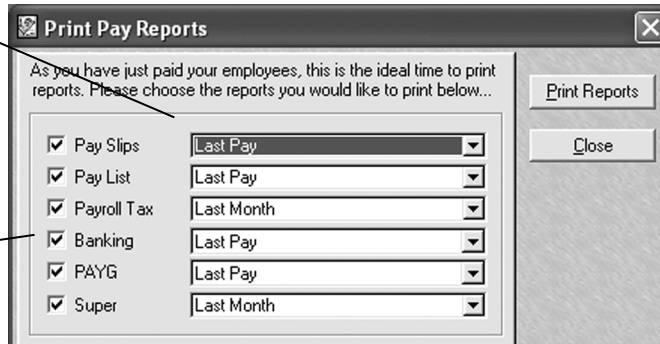 Print Pay Reports
As you have just paid your employees, this is the ideal time to print
reports. Please choose the reports you would like to print below...
Pay Slips Last Pay
Pay List Last Pay
Payroll Tax Last Month
Banking Last Pay
PAYG Last Pay
Super Last Month
Print Reports
Close